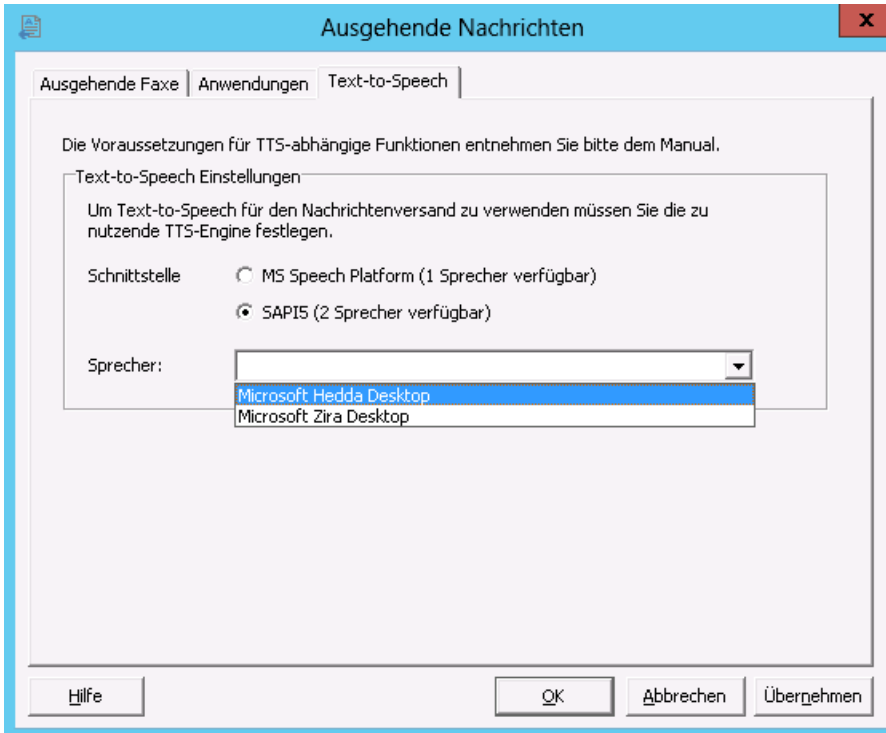 Ausgehende Nachrichten
x
Ausgehende Faxe Anwendungen Text-to-Speech
Die Voraussetzungen für TTS-abhängige Funktionen entnehmen Sie bitte dem Manual.
Text-to-Speech Einstellungen
Um Text-to-Speech für den Nachrichtenversand zu verwenden müssen Sie die zu
nutzende TTS-Engine festlegen.
Schnittstelle MS Speech Platform (1 Sprecher verfügbar)
SAPI5 (2 Sprecher verfügbar)
Sprecher:
Microsoft Hedda Desktop
Microsoft Zira Desktop
Hilfe OK Abbrechen Übernehmen